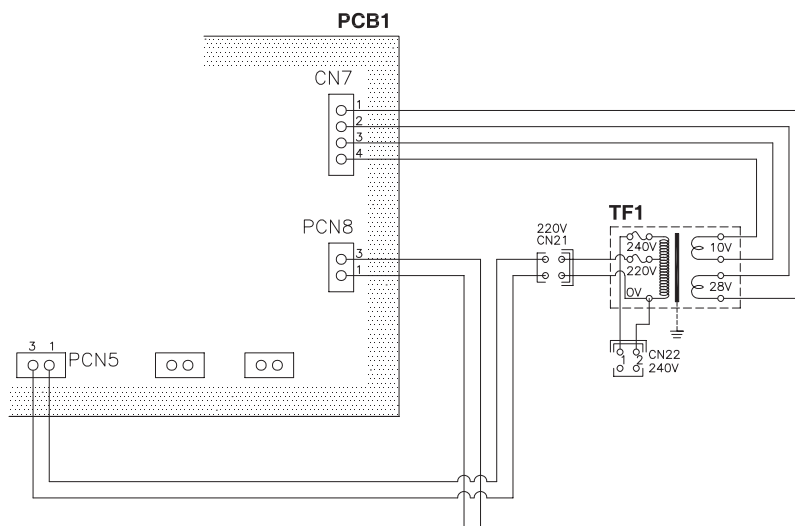 PCB1
CN7
1
2
3
4
PCN8
3
1
220V
CN21
TF1
240V
220V
0V
10V
28V
3 1
PCN5
1 2
CN22
240V